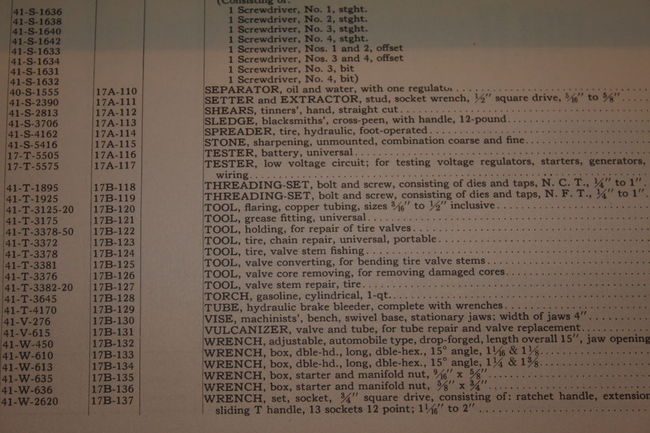 (Consisting of:
41-S-1636 1 Screwdriver, No. 1, stght.
41-S-1638 1 Screwdriver, No. 2, stght.
41-S-1640 1 Screwdriver, No. 3, stght.
41-S-1642 1 Screwdriver, No. 4, stght.
41-S-1633 1 Screwdriver, Nos. 1 and 2, offset
41-S-1634 1 Screwdriver, Nos. 3 and 4, offset
41-S-1631 1 Screwdriver, No. 3, bit
41-S-1632 1 Screwdriver, No. 4, bit)
40-S-1555 17A-110 SEPARATOR, oil and water, with one regulator
41-S-2390 17A-111 SETTER and EXTRACTOR, stud, socket wrench, ½" square drive, 5/16" to 5/8"
41-S-2813 17A-112 SHEARS, tinners', hand, straight cut
41-S-3706 17A-113 SLEDGE, blacksmiths', cross-peen, with handle, 12-pound
41-S-4162 17A-114 SPREADER, tire, hydraulic, foot-operated
41-S-5416 17A-115 STONE, sharpening, unmounted, combination coarse and fine
17-T-5505 17A-116 TESTER, battery, universal
17-T-5575 17A-117 TESTER, low voltage circuit; for testing voltage regulators, starters, generators,
wiring
41-T-1895 17B-118 THREADING-SET, bolt and screw, consisting of dies and taps, N. C. T., ¼" to 1"
41-T-1925 17B-119 THREADING-SET, bolt and screw, consisting of dies and taps, N. F. T., ¼" to 1"
41-T-3125-20 17B-120 TOOL, flaring, copper tubing, sizes 3/16" to ½" inclusive
41-T-3175 17B-121 TOOL, grease fitting, universal
41-T-3378-50 17B-122 TOOL, holding, for repair of tire valves
41-T-3372 17B-123 TOOL, tire, chain repair, universal, portable
41-T-3378 17B-124 TOOL, tire, valve stem fishing
41-T-3381 17B-125 TOOL, valve converting, for bending tire valve stems
41-T-3376 17B-126 TOOL, valve core removing, for removing damaged cores
41-T-3382-20 17B-127 TOOL, valve stem repair, tire
41-T-3645 17B-128 TORCH, gasoline, cylindrical, 1-qt.
41-T-4170 17B-129 TUBE, hydraulic brake bleeder, complete with wrenches
41-V-276 17B-130 VISE, machinists', bench, swivel base, stationary jaws; width of jaws 4"
41-V-615 17B-131 VULCANIZER, valve and tube, for tube repair and valve replacement
41-W-450 17B-132 WRENCH, adjustable, automobile type, drop-forged, length overall 15", jaw opening
41-W-610 17B-133 WRENCH, box, dble-hd., long, dble-hex., 15° angle, 1 1/16 & 1 1/8
41-W-613 17B-134 WRENCH, box, dble-hd., long, dble-hex., 15° angle, 1¼ & 1 3/8
41-W-635 17B-135 WRENCH, box, starter and manifold nut, 9/16" x 5/8"
41-W-636 17B-136 WRENCH, box, starter and manifold nut, 5/8" x ¾"
41-W-2620 17B-137 WRENCH, set, socket, ¾" square drive, consisting of: ratchet handle, extension
sliding T handle, 13 sockets 12 point; 1 1/16" to 2"